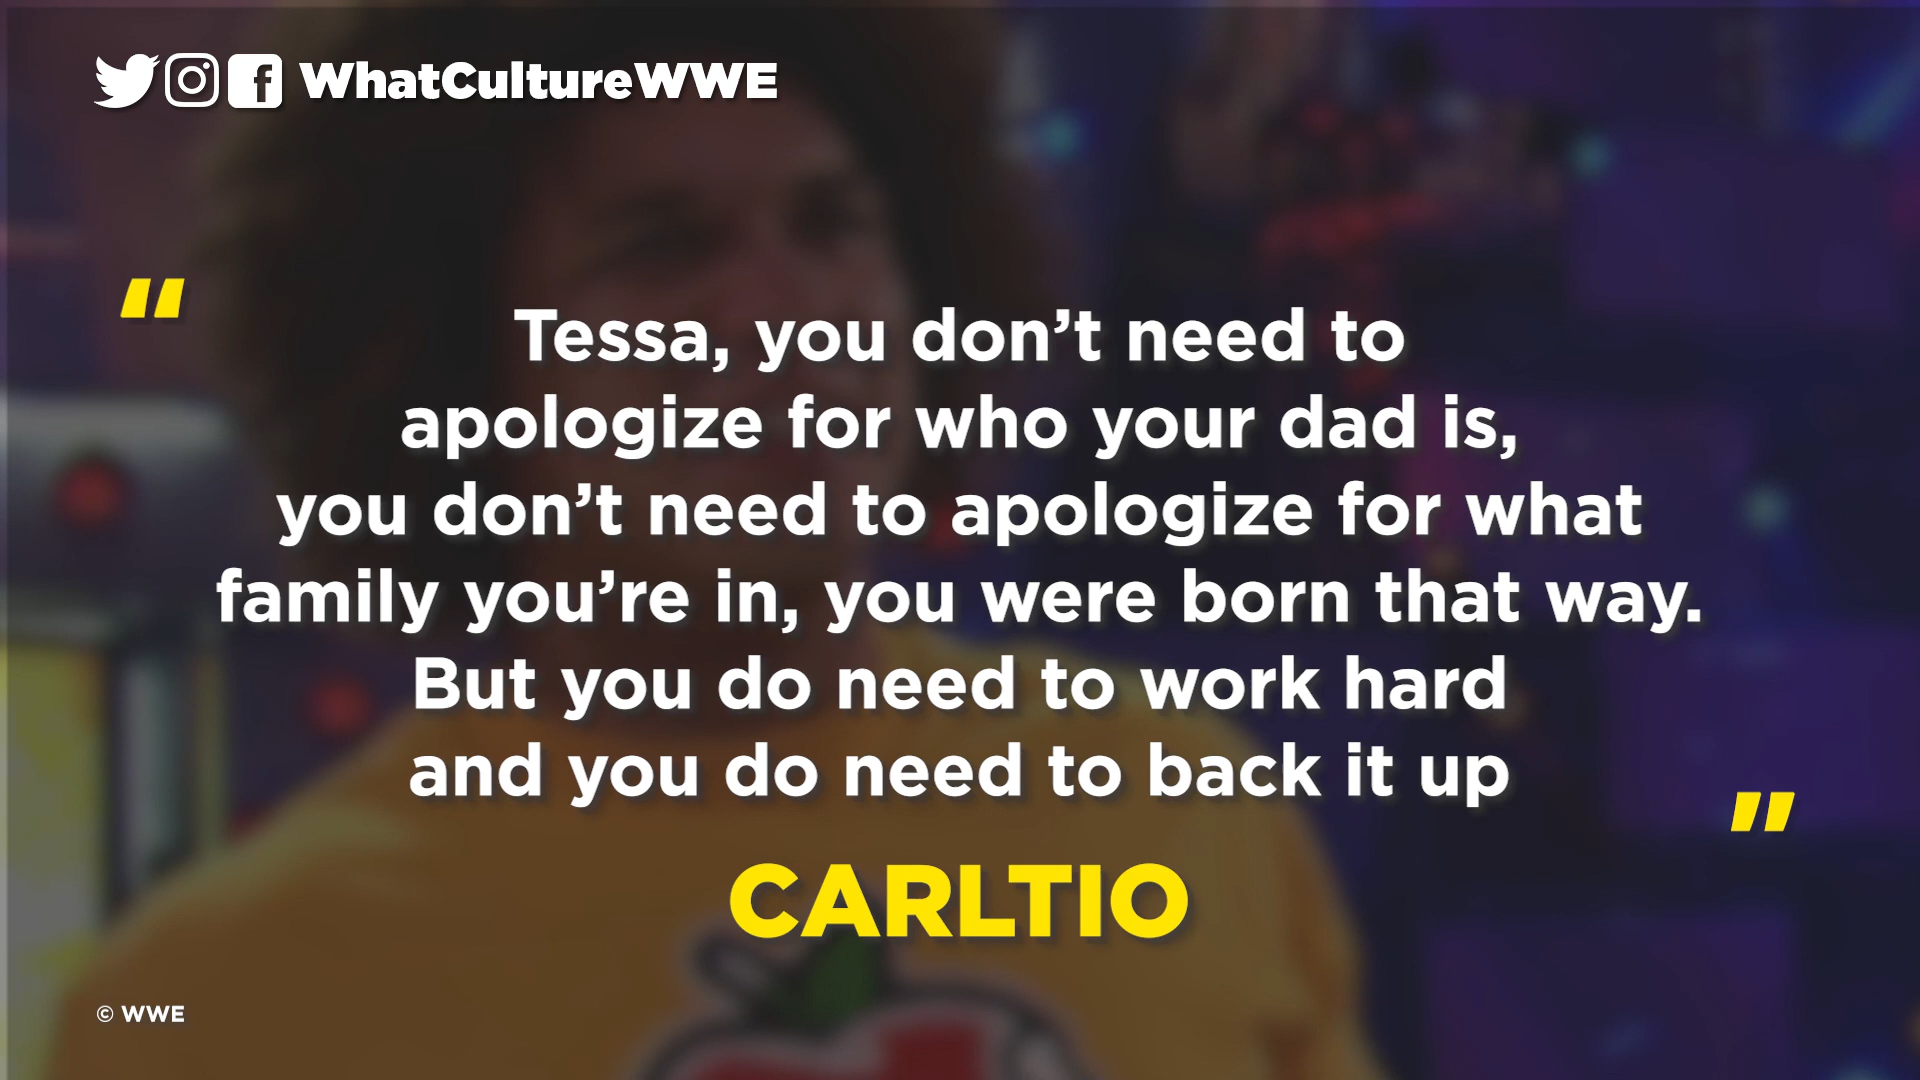 WhatCultureWWE
“
Tessa, you don’t need to
apologize for who your dad is,
you don’t need to apologize for what
family you’re in, you were born that way.
But you do need to work hard
and you do need to back it up
”
CARLTIO
© WWE